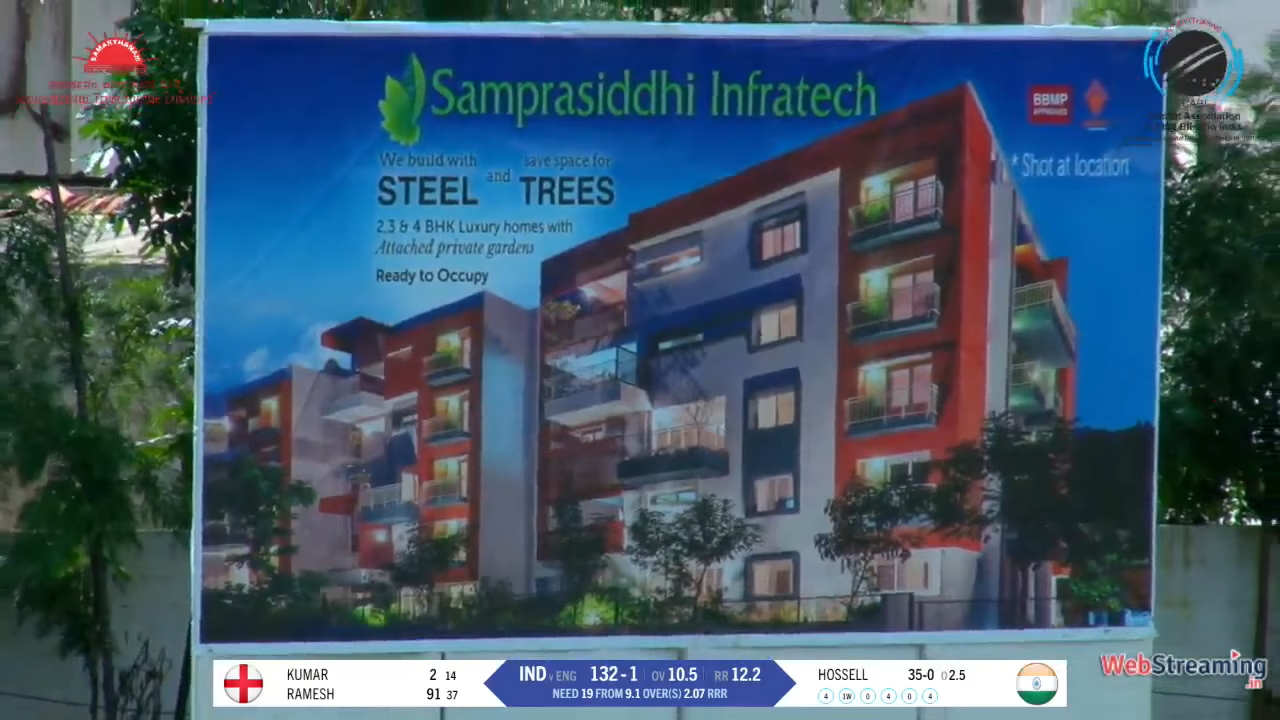 SAMARTHANAM
Samprasiddhi Infratech
BBMP
APPROVED
* Shot at location
We build with STEEL and save space for TREES
2,3 & 4 BHK Luxury homes with
Attached private gardens
Ready to Occupy
KUMAR 2 14
RAMESH 91 37
IND v ENG 132-1 OV 10.5 RR 12.2
NEED 19 FROM 9.1 OVER(S) 2.07 RRR
HOSSELL 35-0 O 2.5
4 1W 0 4 0 4
WebStreaming
.in